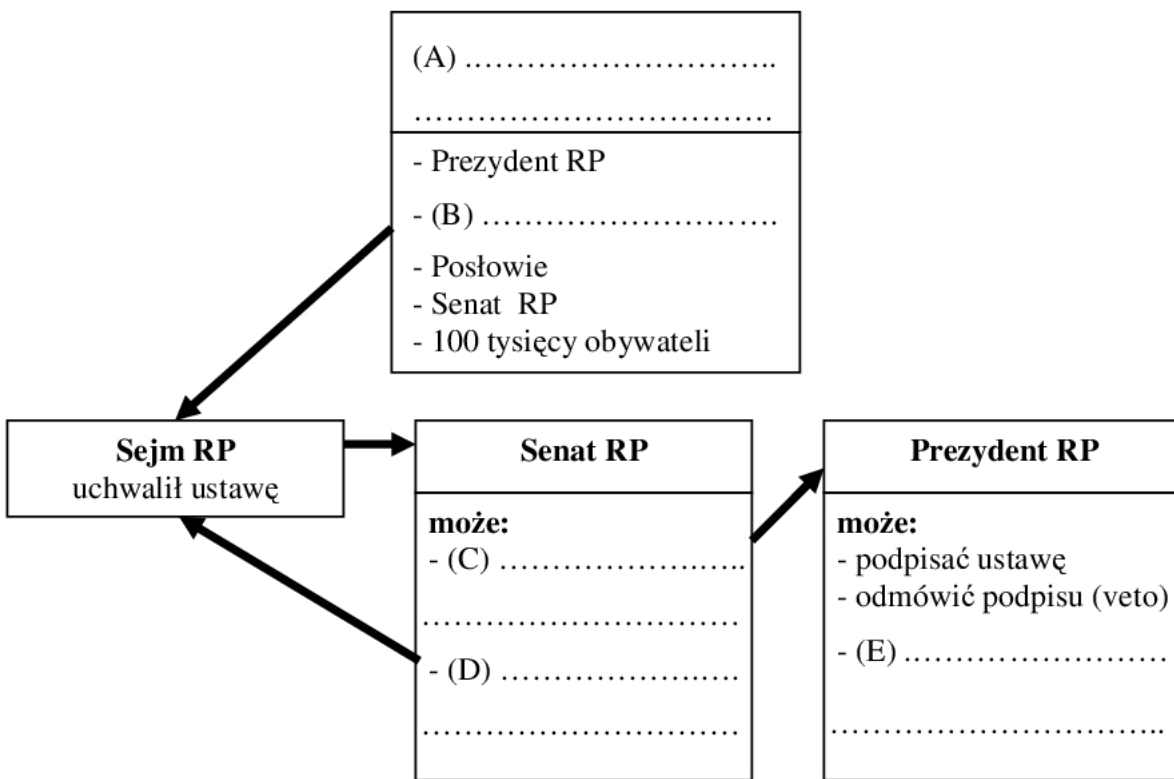 (A) …………………………..
……………………………….
- Prezydent RP
- (B) ………………………….
- Posłowie
- Senat RP
- 100 tysięcy obywateli
Sejm RP
uchwalił ustawę
Senat RP
może:
- (C) ………………..…..
……………………………
- (D) ………………..….
……………………………
Prezydent RP
może:
- podpisać ustawę
- odmówić podpisu (veto)
- (E) ………………………
……………………………..